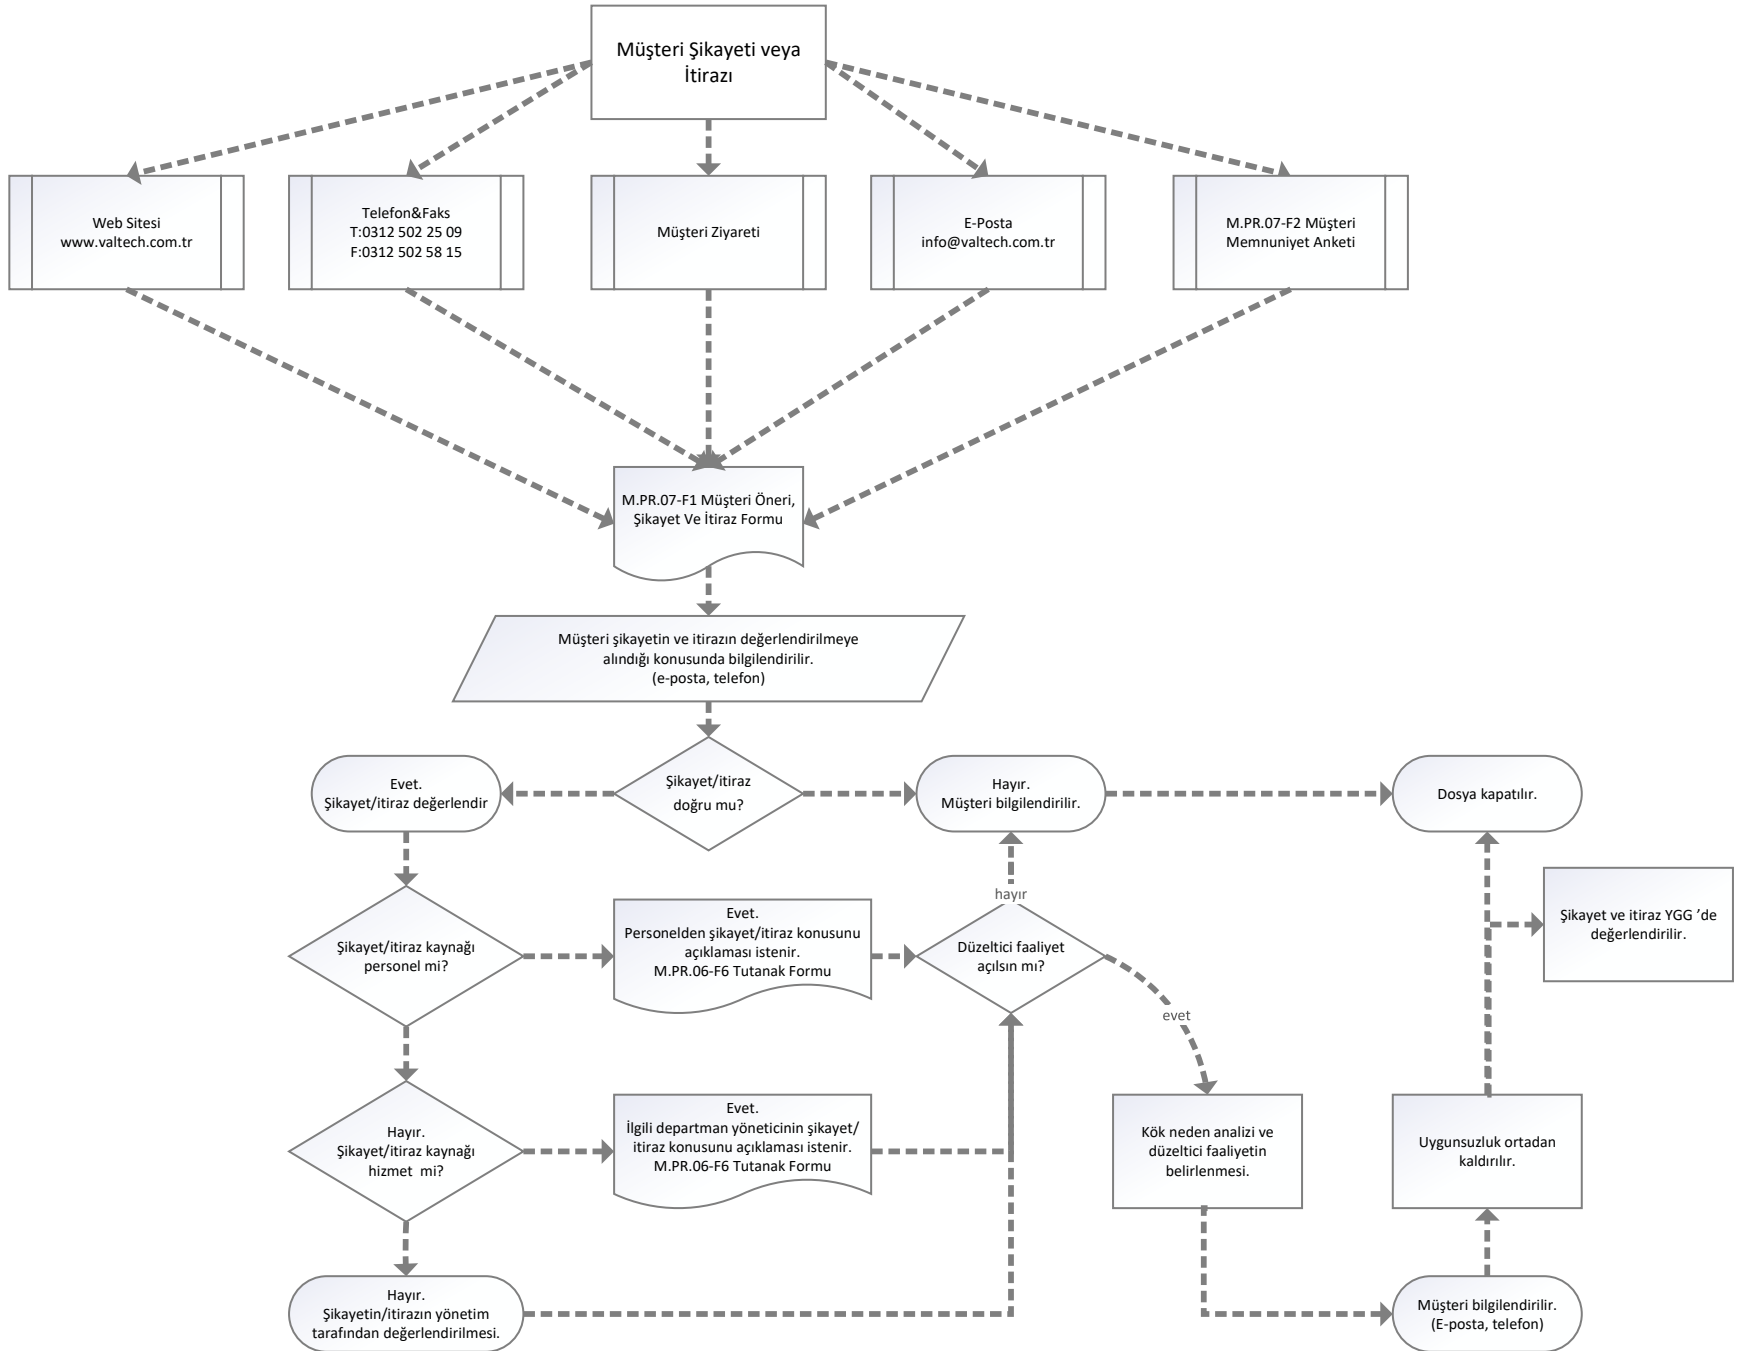 Müşteri Şikayeti veya
İtirazı
Web Sitesi
www.valtech.com.tr
Telefon&Faks
T:0312 502 25 09
F:0312 502 58 15
Müşteri Ziyareti
E-Posta
info@valtech.com.tr
M.PR.07-F2 Müşteri
Memnuniyet Anketi
M.PR.07-F1 Müşteri Öneri,
Şikayet Ve İtiraz Formu
Müşteri şikayetin ve itirazın değerlendirilmeye
alındığı konusunda bilgilendirilir.
(e-posta, telefon)
Evet.
Şikayet/itiraz değerlendir
Şikayet/itiraz
doğru mu?
Hayır.
Müşteri bilgilendirilir.
Dosya kapatılır.
hayır
Şikayet ve itiraz YGG ’de
değerlendirilir.
Şikayet/itiraz kaynağı
personel mi?
Evet.
Personelden şikayet/itiraz konusunu
açıklaması istenir.
M.PR.06-F6 Tutanak Formu
Düzeltici faaliyet
açılsın mı?
evet
Hayır.
Şikayet/itiraz kaynağı
hizmet  mi?
Evet.
İlgili departman yöneticinin şikayet/
itiraz konusunu açıklaması istenir.
M.PR.06-F6 Tutanak Formu
Kök neden analizi ve
düzeltici faaliyetin
belirlenmesi.
Uygunsuzluk ortadan
kaldırılır.
Hayır.
Şikayetin/itirazın yönetim
tarafından değerlendirilmesi.
Müşteri bilgilendirilir.
(E-posta, telefon)